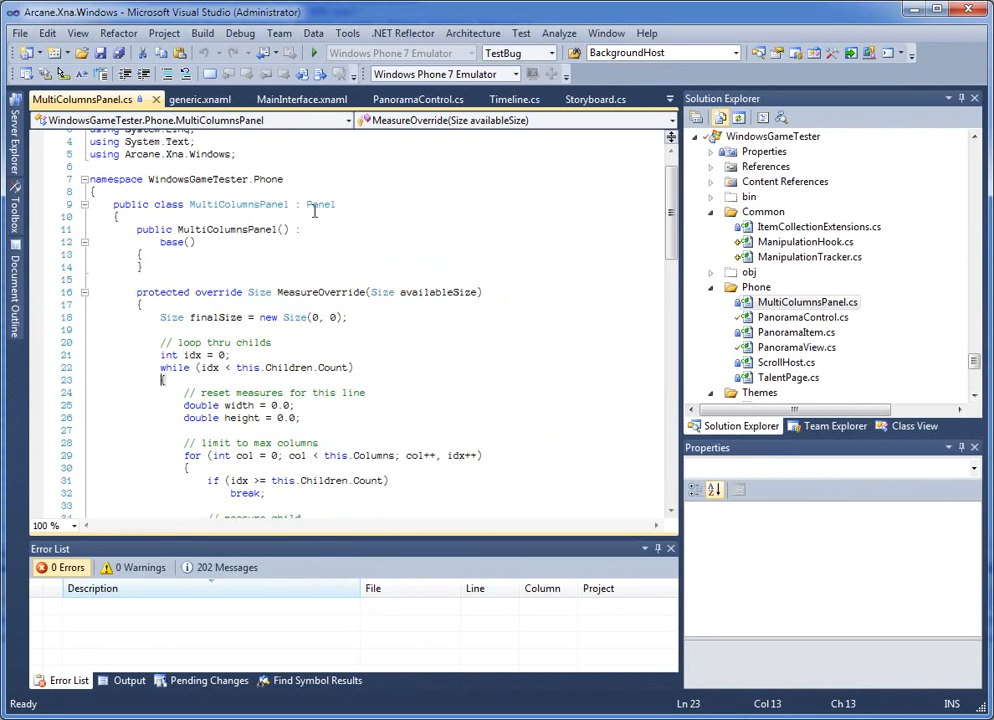 Arcane.Xna.Windows - Microsoft Visual Studio (Administrator)
File Edit View Refactor Project Build Debug Team Data Tools .NET Reflector Architecture Test Analyze Window Help
Windows Phone 7 Emulator TestBug BackgroundHost
Windows Phone 7 Emulator
MultiColumnsPanel.cs generic.xnaml MainInterface.xnaml PanoramaControl.cs Timeline.cs Storyboard.cs
WindowsGameTester.Phone.MultiColumnsPanel MeasureOverride(Size availableSize)
Server Explorer
Toolbox
Document Outline
4 using System.Text;
5 using Arcane.Xna.Windows;
6
7 namespace WindowsGameTester.Phone
8 {
9 public class MultiColumnsPanel : Panel
10 {
11 public MultiColumnsPanel() :
12 base()
13 {
14 }
15
16 protected override Size MeasureOverride(Size availableSize)
17 {
18 Size finalSize = new Size(0, 0);
19
20 // loop thru childs
21 int idx = 0;
22 while (idx < this.Children.Count)
23 {
24 // reset measures for this line
25 double width = 0.0;
26 double height = 0.0;
27
28 // limit to max columns
29 for (int col = 0; col < this.Columns; col++, idx++)
30 {
31 if (idx >= this.Children.Count)
32 break;
33
100 %
Solution Explorer
WindowsGameTester
Properties
References
Content References
bin
Common
ItemCollectionExtensions.cs
ManipulationHook.cs
ManipulationTracker.cs
obj
Phone
MultiColumnsPanel.cs
PanoramaControl.cs
PanoramaItem.cs
PanoramaView.cs
ScrollHost.cs
TalentPage.cs
Themes
Solution Explorer Team Explorer Class View
Properties
Error List
0 Errors 0 Warnings 202 Messages
Description File Line Column Project
Error List Output Pending Changes Find Symbol Results
Ready Ln 23 Col 13 Ch 13 INS